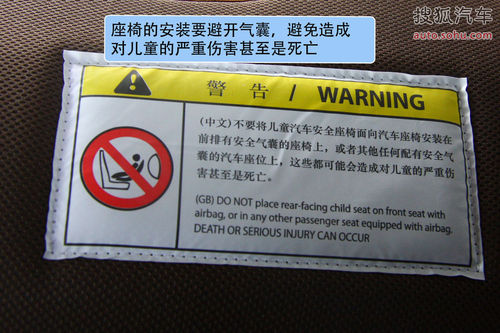 座椅的安装要避开气囊，避免造成
对儿童的严重伤害甚至是死亡
搜狐汽车
auto.sohu.com
警告 / WARNING
(中文)不要将儿童汽车安全座椅面向汽车座椅安装在
前排有安全气囊的座椅上，或者其他任何配有安全气
囊的汽车座位上，这些都可能会造成对儿童的严重伤
害甚至是死亡。
(GB) DO NOT place rear-facing child seat on front seat with
airbag, or in any other passenger seat equipped with airbag.
DEATH OR SERIOUS INJURY CAN OCCUR